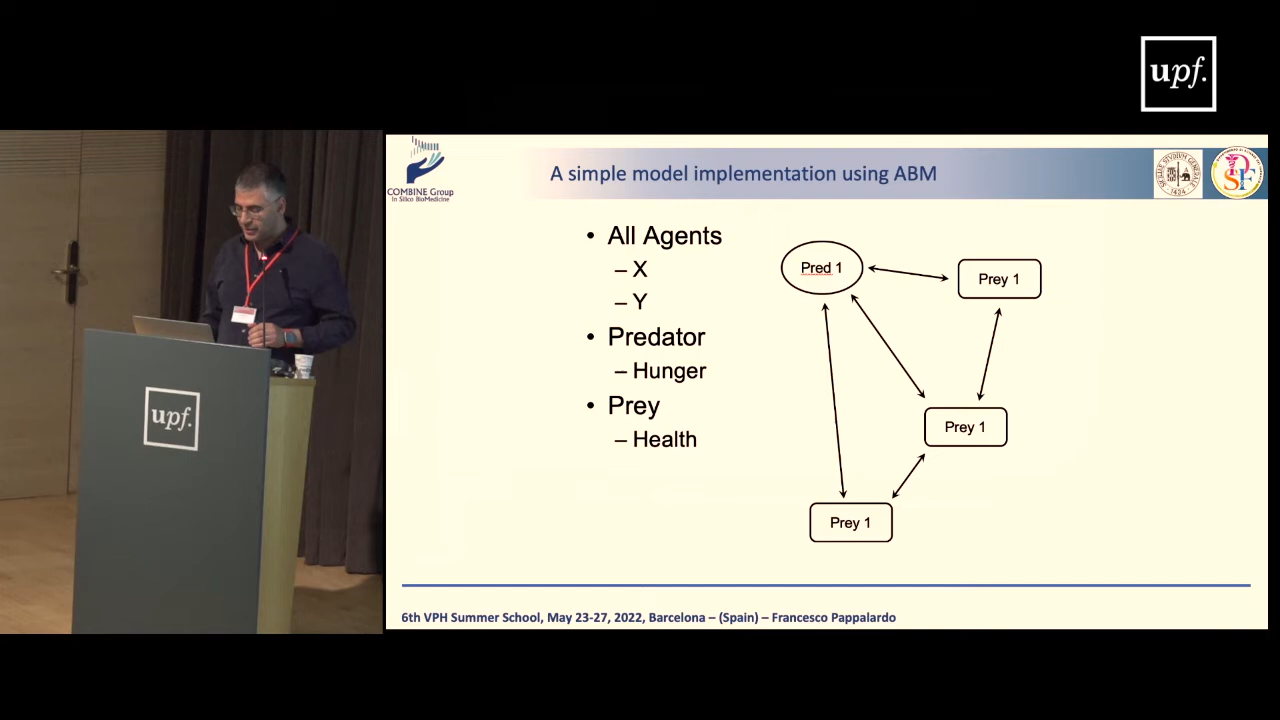 upf.
COMBINE Group
In Silico BioMedicine
A simple model implementation using ABM
• All Agents
– X
– Y
• Predator
– Hunger
• Prey
– Health
Pred 1
Prey 1
Prey 1
Prey 1
upf.
6th VPH Summer School, May 23-27, 2022, Barcelona – (Spain) – Francesco Pappalardo